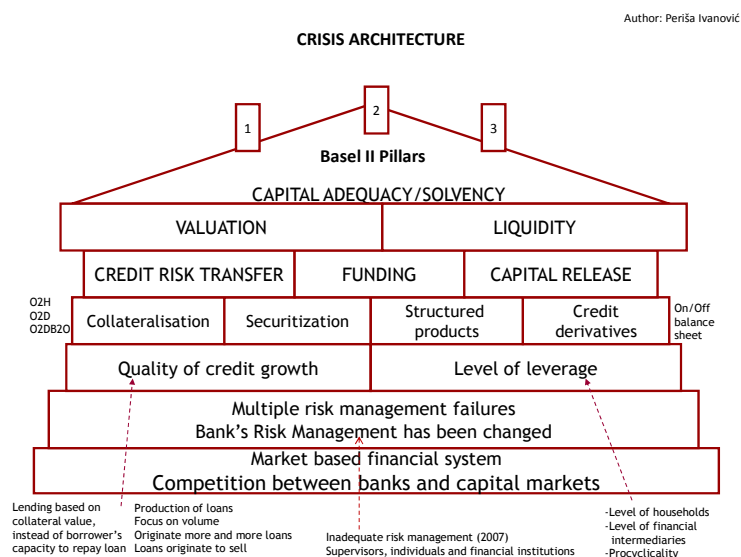 Author: Periša Ivanović
CRISIS ARCHITECTURE
1
2
3
Basel II Pillars
CAPITAL ADEQUACY/SOLVENCY
VALUATION
LIQUIDITY
CREDIT RISK TRANSFER
FUNDING
CAPITAL RELEASE
O2H
O2D
O2DB2O
Collateralisation
Securitization
Structured
products
Credit
derivatives
On/Off
balance
sheet
Quality of credit growth
Level of leverage
Multiple risk management failures
Bank's Risk Management has been changed
Market based financial system
Competition between banks and capital markets
Lending based on
collateral value,
instead of borrower's
capacity to repay loan
Production of loans
Focus on volume
Originate more and more loans
Loans originate to sell
Inadequate risk management (2007)
Supervisors, individuals and financial institutions
-Level of households
-Level of financial
intermediaries
-Procyclicality